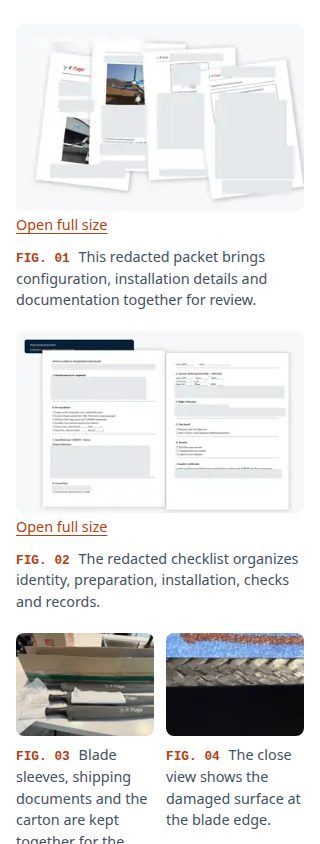 Open full size
FIG. 01 This redacted packet brings
configuration, installation details and
documentation together for review.
Open full size
FIG. 02 The redacted checklist organizes
identity, preparation, installation, checks
and records.
FIG. 03 Blade
sleeves, shipping
documents and the
carton are kept
together for the
FIG. 04 The close
view shows the
damaged surface at
the blade edge.